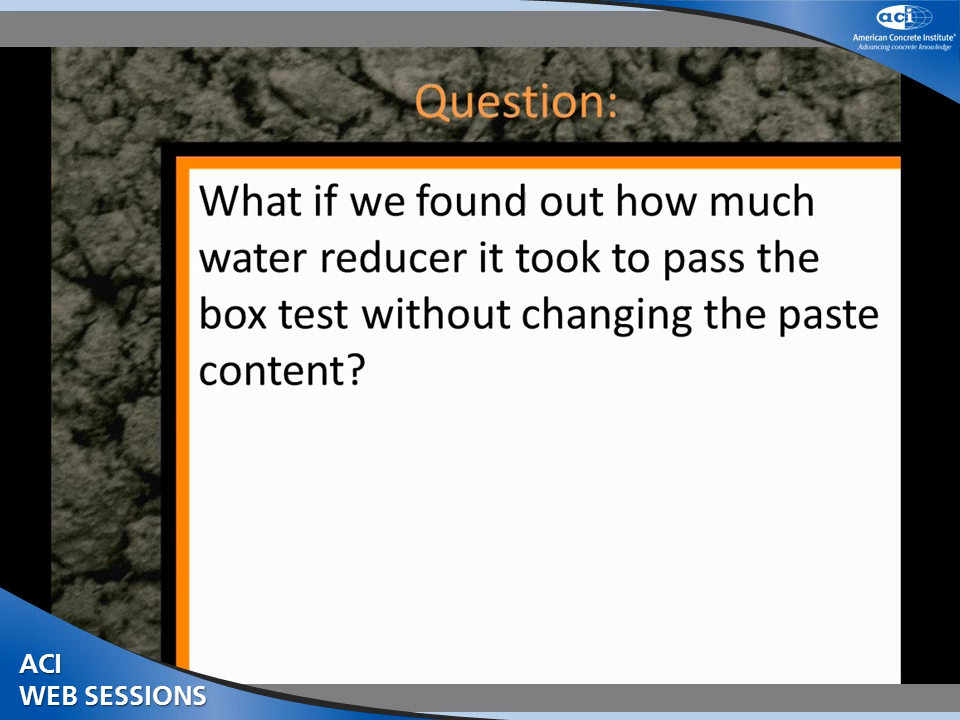 aci
American Concrete Institute®
Advancing concrete knowledge
Question:
What if we found out how much
water reducer it took to pass the
box test without changing the paste
content?
ACI
WEB SESSIONS